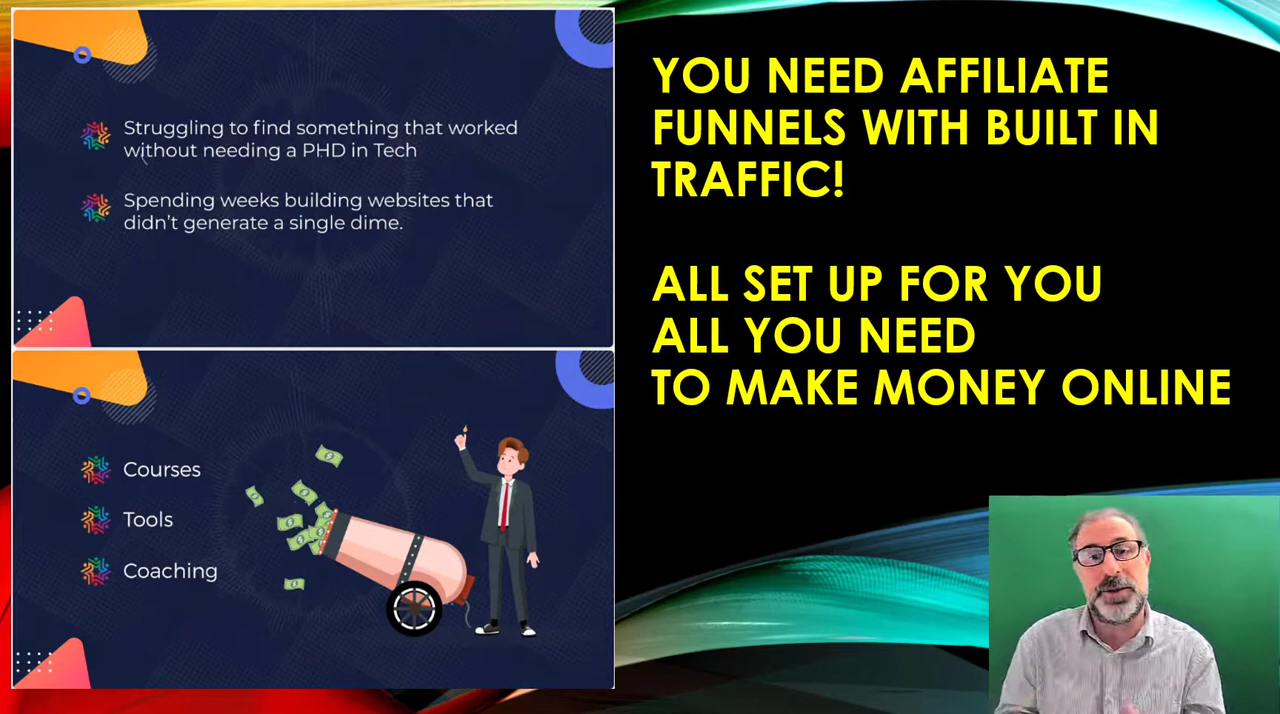 Struggling to find something that worked
without needing a PHD in Tech
Spending weeks building websites that
didn't generate a single dime.
Courses
Tools
Coaching
YOU NEED AFFILIATE
FUNNELS WITH BUILT IN
TRAFFIC!
ALL SET UP FOR YOU
ALL YOU NEED
TO MAKE MONEY ONLINE